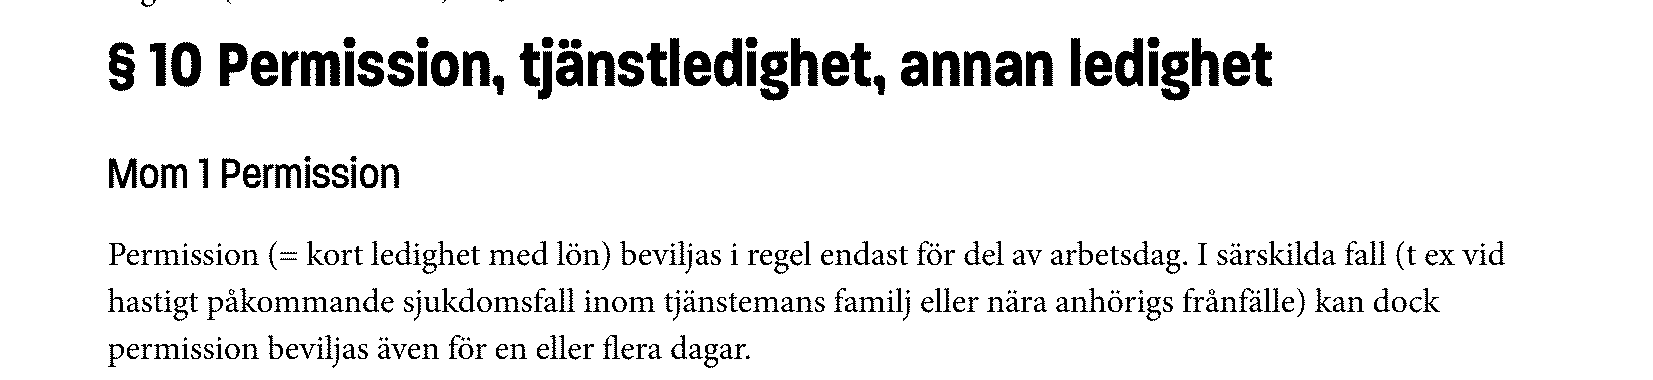 § 10 Permission, tjänstledighet, annan ledighet
Mom 1 Permission
Permission (= kort ledighet med lön) beviljas i regel endast för del av arbetsdag. I särskilda fall (t ex vid
hastigt påkommande sjukdomsfall inom tjänstemans familj eller nära anhörigs frånfälle) kan dock
permission beviljas även för en eller flera dagar.